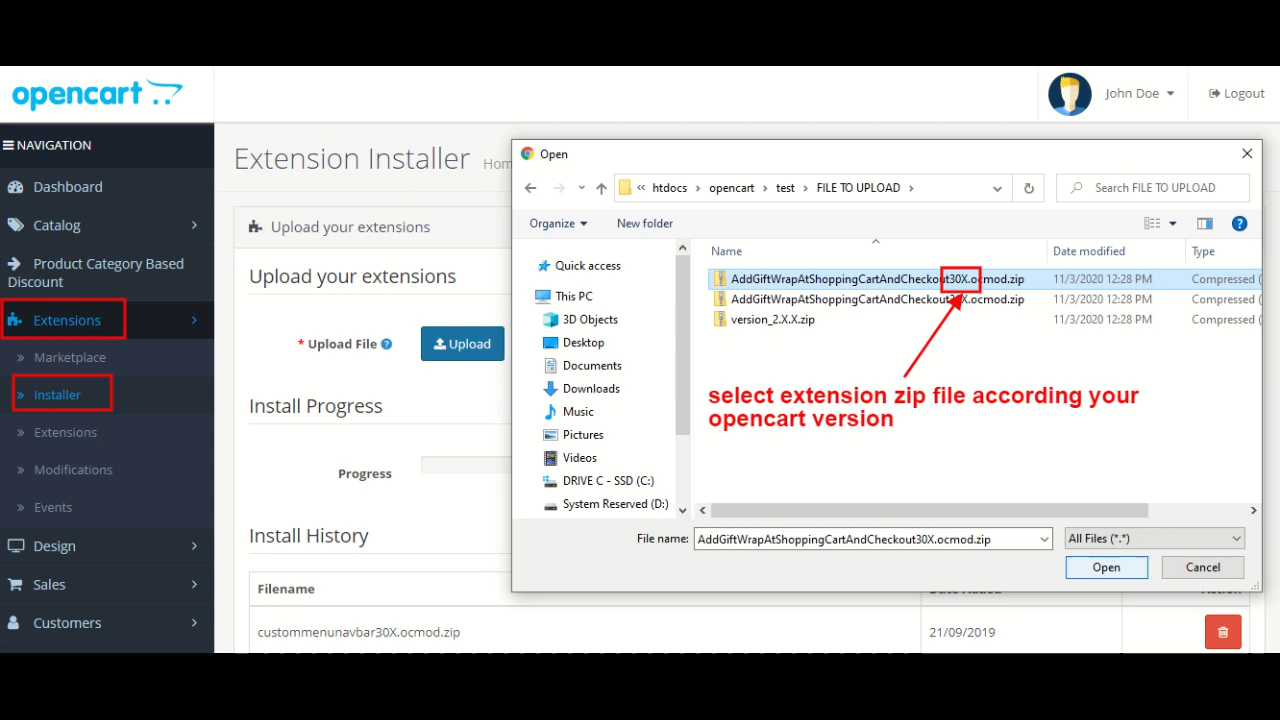 opencart
John Doe
Logout
NAVIGATION
Dashboard
Catalog
Product Category Based
Discount
Extensions
Marketplace
Installer
Extensions
Modifications
Events
Design
Sales
Customers
Extension Installer
Upload your extensions
Upload your extensions
* Upload File
Upload
Install Progress
Progress
Install History
Filename
custommenunavbar30X.ocmod.zip
21/09/2019
Open
« htdocs › opencart › test › FILE TO UPLOAD ›
Search FILE TO UPLOAD
Organize
New folder
Quick access
This PC
3D Objects
Desktop
Documents
Downloads
Music
Pictures
Videos
DRIVE C - SSD (C:)
System Reserved (D:)
Name Date modified Type
AddGiftWrapAtShoppingCartAndCheckout30X.ocmod.zip 11/3/2020 12:28 PM Compressed (
11/3/2020 12:28 PM Compressed (
version_2.X.X.zip 11/3/2020 12:28 PM Compressed (
select extension zip file according your
opencart version
File name: AddGiftWrapAtShoppingCartAndCheckout30X.ocmod.zip
All Files (*.*)
Open
Cancel